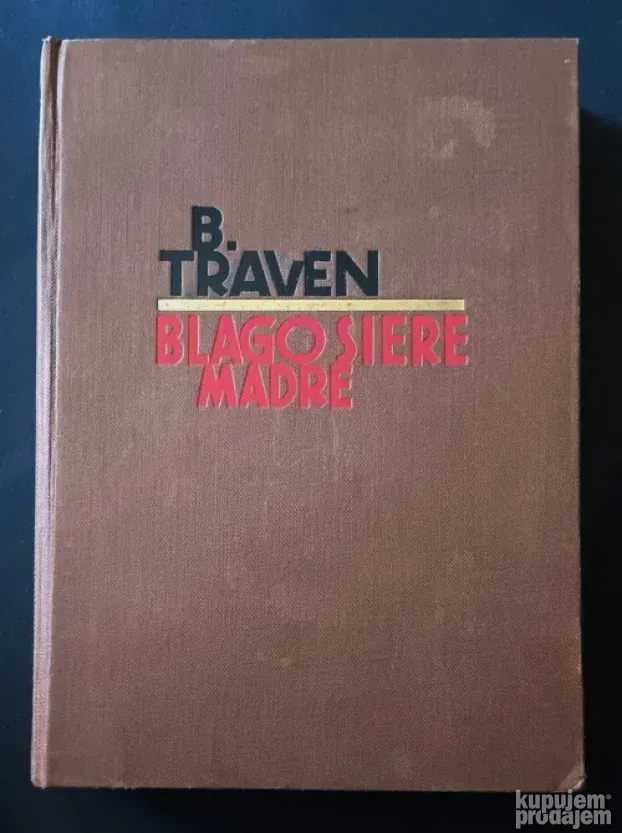 B.
TRAVEN
BLAGO SIERE
MADRE
kupujem
prodajem